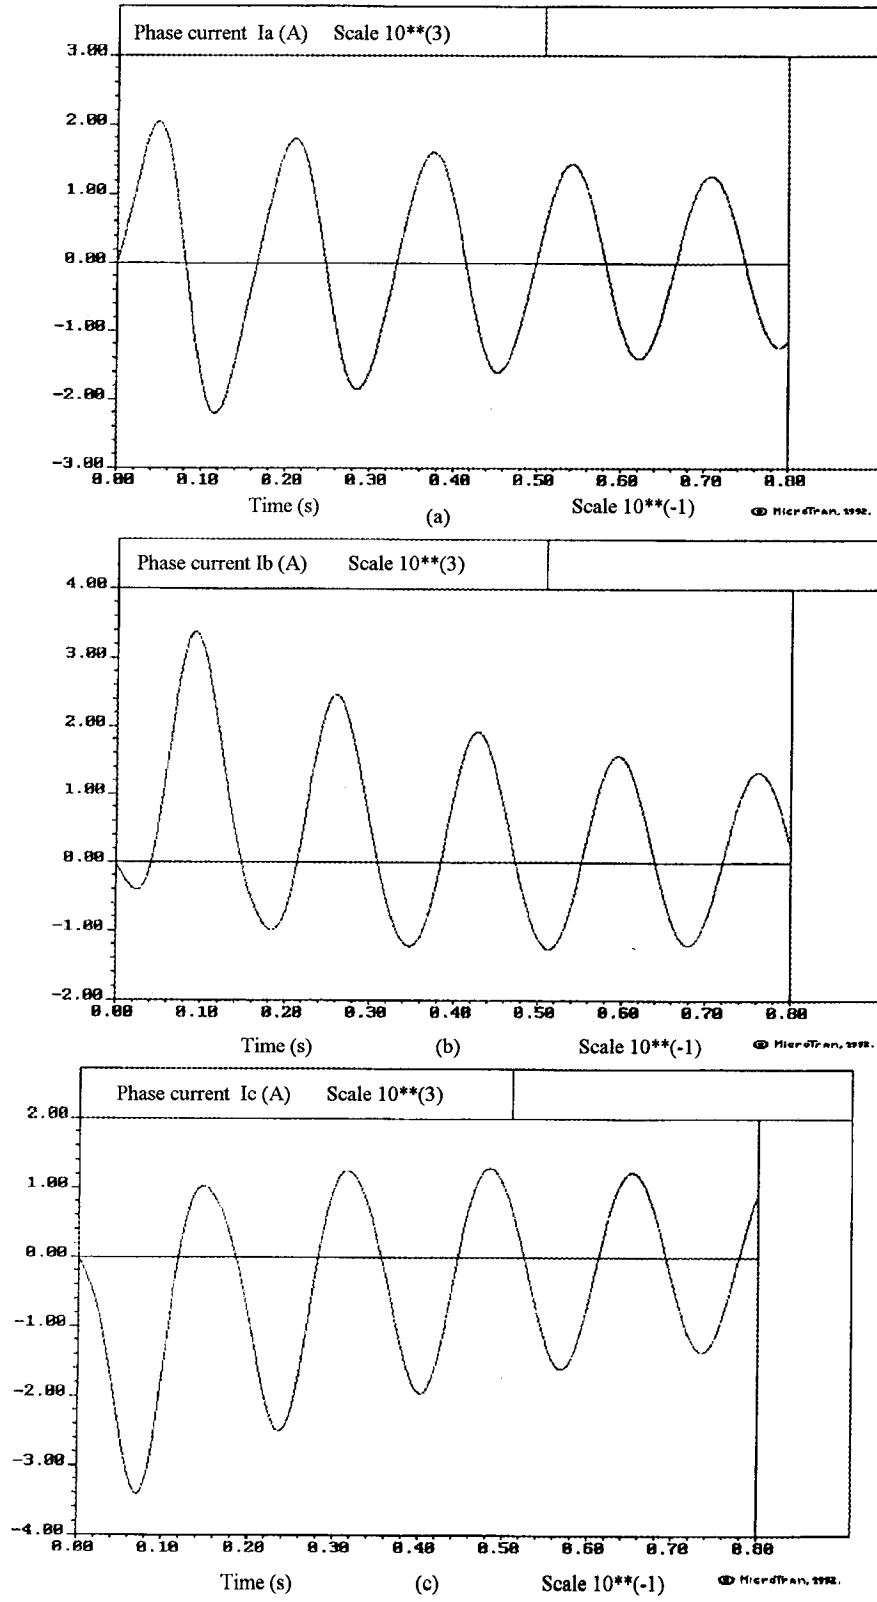 Phase current Ia (A) Scale 10**(3)
3.00
2.00
1.00
0.00
-1.00
-2.00
-3.00
0.00 0.10 0.20 0.30 0.40 0.50 0.60 0.70 0.80
Time (s) (a) Scale 10**(-1) MicroTran, 1992.
Phase current Ib (A) Scale 10**(3)
4.00
3.00
2.00
1.00
0.00
-1.00
-2.00
0.00 0.10 0.20 0.30 0.40 0.50 0.60 0.70 0.80
Time (s) (b) Scale 10**(-1) MicroTran, 1992.
Phase current Ic (A) Scale 10**(3)
2.00
1.00
0.00
-1.00
-2.00
-3.00
-4.00
0.00 0.10 0.20 0.30 0.40 0.50 0.60 0.70 0.80
Time (s) (c) Scale 10**(-1) MicroTran, 1992.